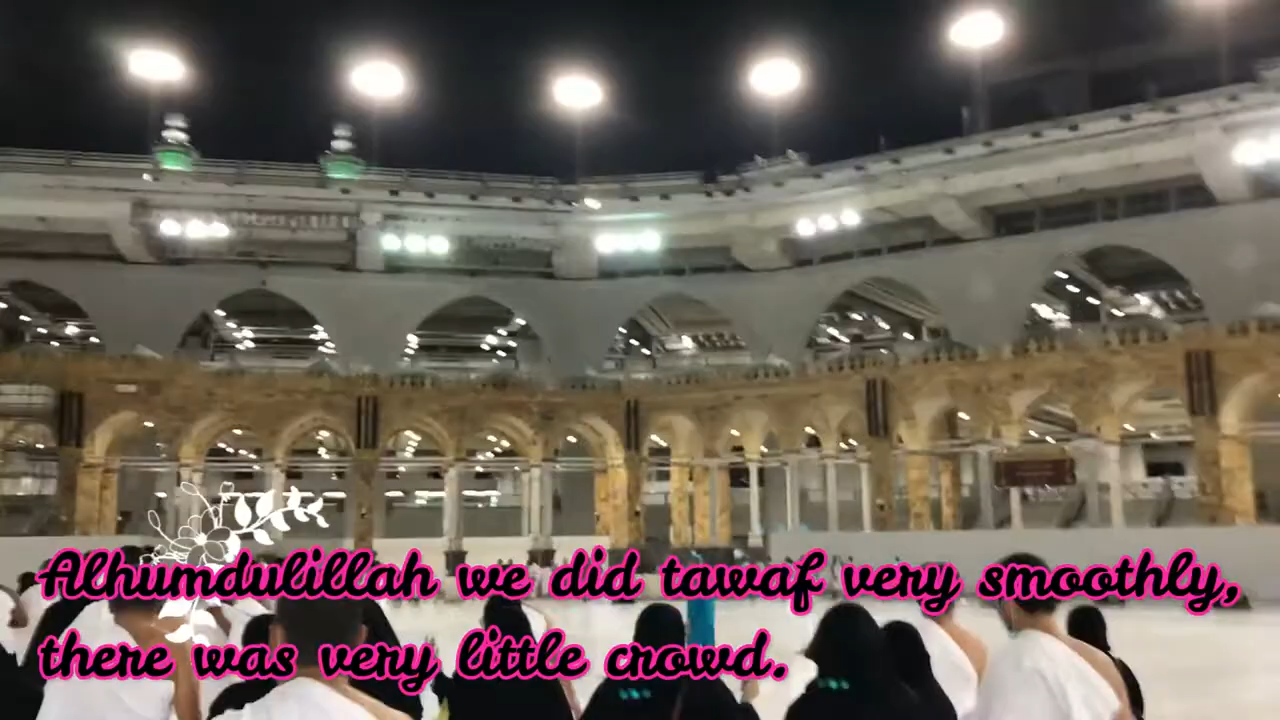 Alhumdulillah we did tawaf very smoothly,
there was very little crowd.